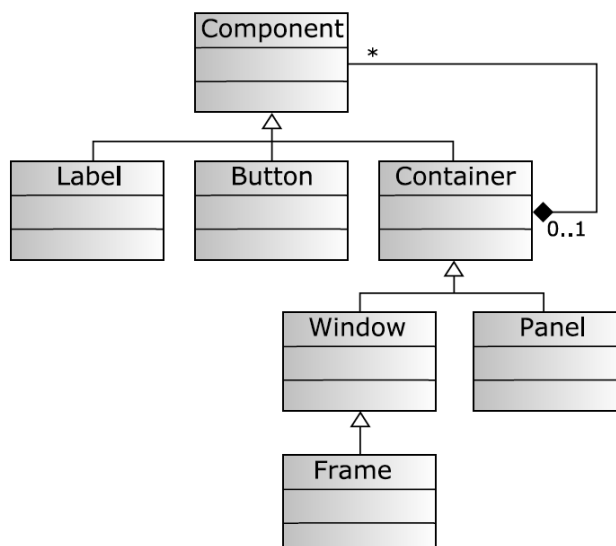 Component
*
Label
Button
Container
0..1
Window
Panel
Frame